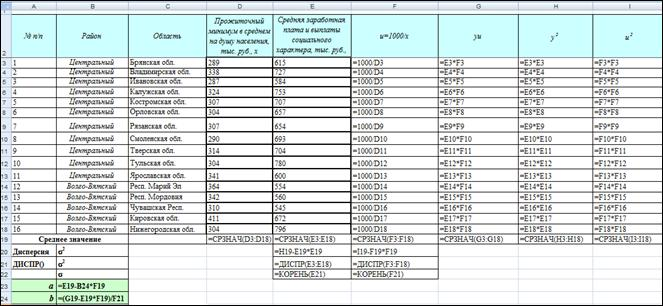 A B C D E F G H I
1
№ п/п Район Область Прожиточный минимум в среднем на душу населения, тыс. руб., x Средняя заработная плата и выплаты социального характера, тыс. руб., u=1000/x yu y² u²
2
3 1 Центральный Брянская обл. 289 615 =1000/D3 =E3*F3 =E3*E3 =F3*F3
4 2 Центральный Владимирская обл. 338 727 =1000/D4 =E4*F4 =E4*E4 =F4*F4
5 3 Центральный Ивановская обл. 287 584 =1000/D5 =E5*F5 =E5*E5 =F5*F5
6 4 Центральный Калужская обл. 324 753 =1000/D6 =E6*F6 =E6*E6 =F6*F6
7 5 Центральный Костромская обл. 307 707 =1000/D7 =E7*F7 =E7*E7 =F7*F7
8 6 Центральный Орловская обл. 304 657 =1000/D8 =E8*F8 =E8*E8 =F8*F8
9 7 Центральный Рязанская обл. 307 654 =1000/D9 =E9*F9 =E9*E9 =F9*F9
10 8 Центральный Смоленская обл. 290 693 =1000/D10 =E10*F10 =E10*E10 =F10*F10
11 9 Центральный Тверская обл. 314 704 =1000/D11 =E11*F11 =E11*E11 =F11*F11
12 10 Центральный Тульская обл. 304 780 =1000/D12 =E12*F12 =E12*E12 =F12*F12
13 11 Центральный Ярославская обл. 341 600 =1000/D13 =E13*F13 =E13*E13 =F13*F13
14 12 Волго-Вятский Респ. Марий Эл 364 554 =1000/D14 =E14*F14 =E14*E14 =F14*F14
15 13 Волго-Вятский Респ. Мордовия 342 560 =1000/D15 =E15*F15 =E15*E15 =F15*F15
16 14 Волго-Вятский Чувашская Респ. 310 545 =1000/D16 =E16*F16 =E16*E16 =F16*F16
17 15 Волго-Вятский Кировская обл. 411 672 =1000/D17 =E17*F17 =E17*E17 =F17*F17
18 16 Волго-Вятский Нижегородская обл. 304 796 =1000/D18 =E18*F18 =E18*E18 =F18*F18
19 Среднее значение =СРЗНАЧ(D3:D18) =СРЗНАЧ(E3:E18) =СРЗНАЧ(F3:F18) =СРЗНАЧ(G3:G18) =СРЗНАЧ(H3:H18) =СРЗНАЧ(I3:I18)
20 Дисперсия σ² =H19-E19*E19 =I19-F19*F19
21 ДИСПР() σ² =ДИСПР(E3:E18) =ДИСПР(F3:F18)
22 σ =КОРЕНЬ(E21) =КОРЕНЬ(F21)
23 a =E19-B24*F19
24 b =(G19-E19*F19)/F21